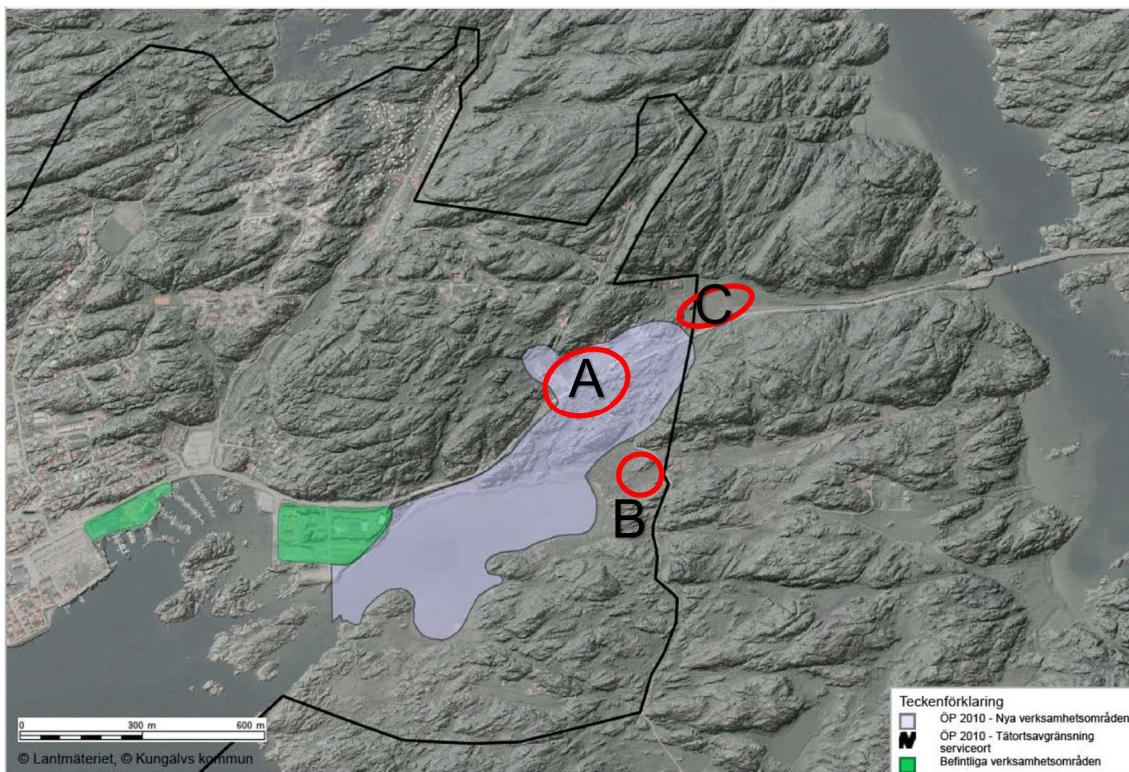 C
A
B
0 300 m 600 m
© Lantmäteriet, © Kungälvs kommun
Teckenförklaring
ÖP 2010 - Nya verksamhetsområden
ÖP 2010 - Tätortsavgränsning
serviceort
Befintliga verksamhetsområden